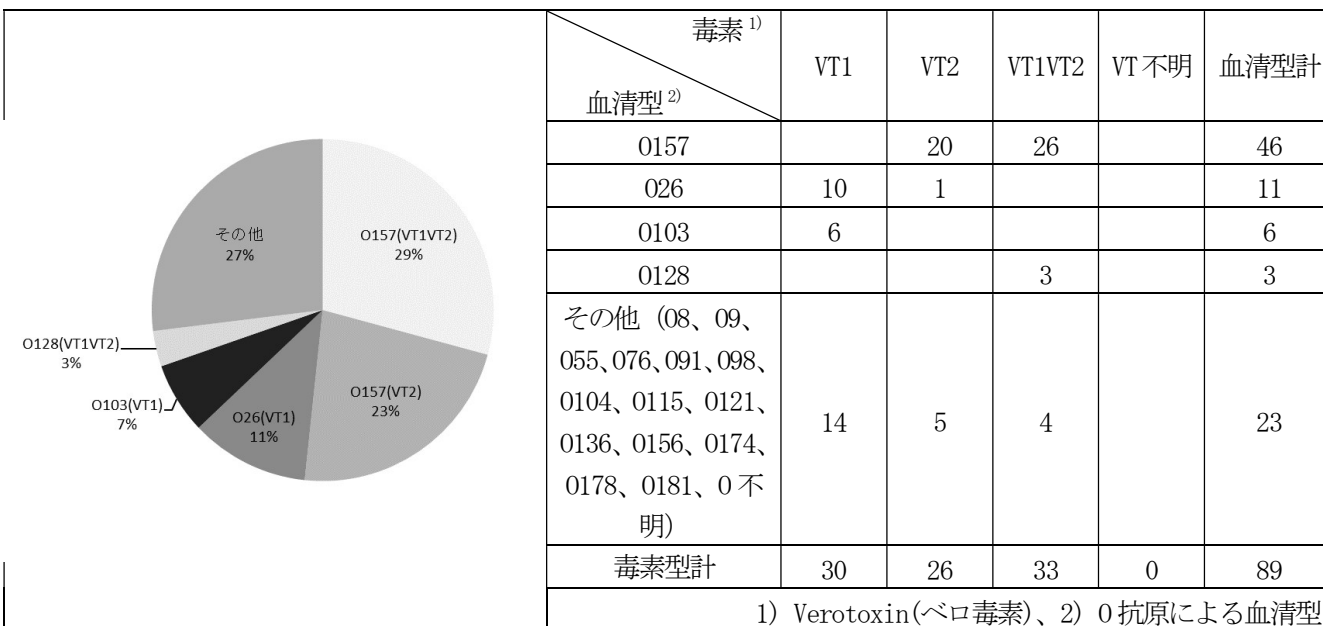 その他
27%
O157(VT1VT2)
29%
O128(VT1VT2)
3%
O103(VT1)
7%
O26(VT1)
11%
O157(VT2)
23%
毒素 1)
血清型 2)
VT1 VT2 VT1VT2 VT不明 血清型計
O157 20 26 46
O26 10 1 11
O103 6 6
O128 3 3
その他 (O8、O9、
O55、O76、O91、O98、
O104、O115、O121、
O136、O156、O174、
O178、O181、O不
明)
14 5 4 23
毒素型計 30 26 33 0 89
1) Verotoxin(ベロ毒素)、2) O抗原による血清型